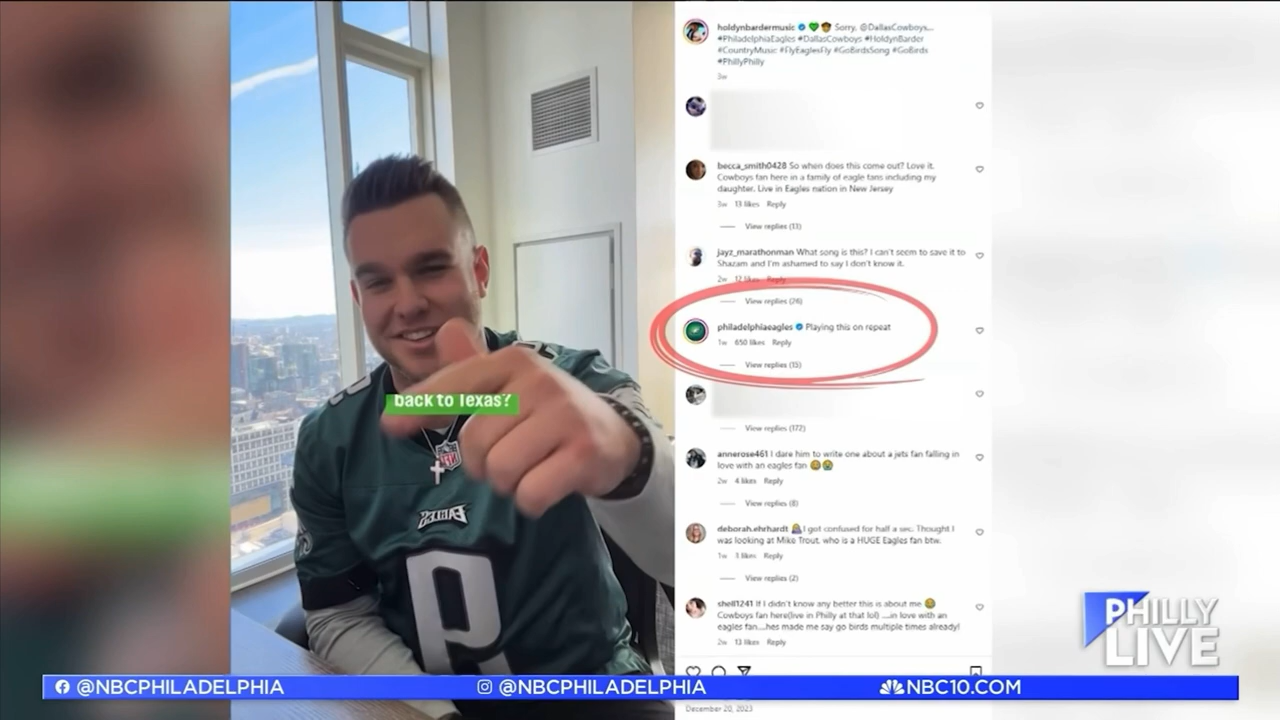 holdynbardermusic Sorry, @DallasCowboys...
#PhiladelphiaEagles #DallasCowboys #HoldynBarder
#CountryMusic #FlyEaglesFly #GoBirdsSong #GoBirds
#PhillyPhilly
3w
becca_smith0428 So when does this come out? Love it.
Cowboys fan here in a family of eagle fans including my
daughter. Live in Eagles nation in New Jersey
3w 13 likes Reply
View replies (13)
jayz_marathonman What song is this? I can't seem to save it to
Shazam and I'm ashamed to say I don't know it.
2w 12 likes Reply
View replies (26)
philadelphiaeagles Playing this on repeat
1w 650 likes Reply
View replies (15)
View replies (172)
annerose461 I dare him to write one about a jets fan falling in
love with an eagles fan 😂😭
2w 4 likes Reply
View replies (8)
deborah.ehrhardt 🤷‍♀️I got confused for half a sec. Thought I
was looking at Mike Trout, who is a HUGE Eagles fan btw.
1w 3 likes Reply
View replies (2)
shell1241 If I didn't know any better this is about me 😂
Cowboys fan here(live in Philly at that lol) ....in love with an
eagles fan....hes made me say go birds multiple times already!
2w 13 likes Reply
December 20, 2023
back to Texas?
NFL
EAGLES
PHILLY
LIVE
@NBCPHILADELPHIA
@NBCPHILADELPHIA
NBC10.COM